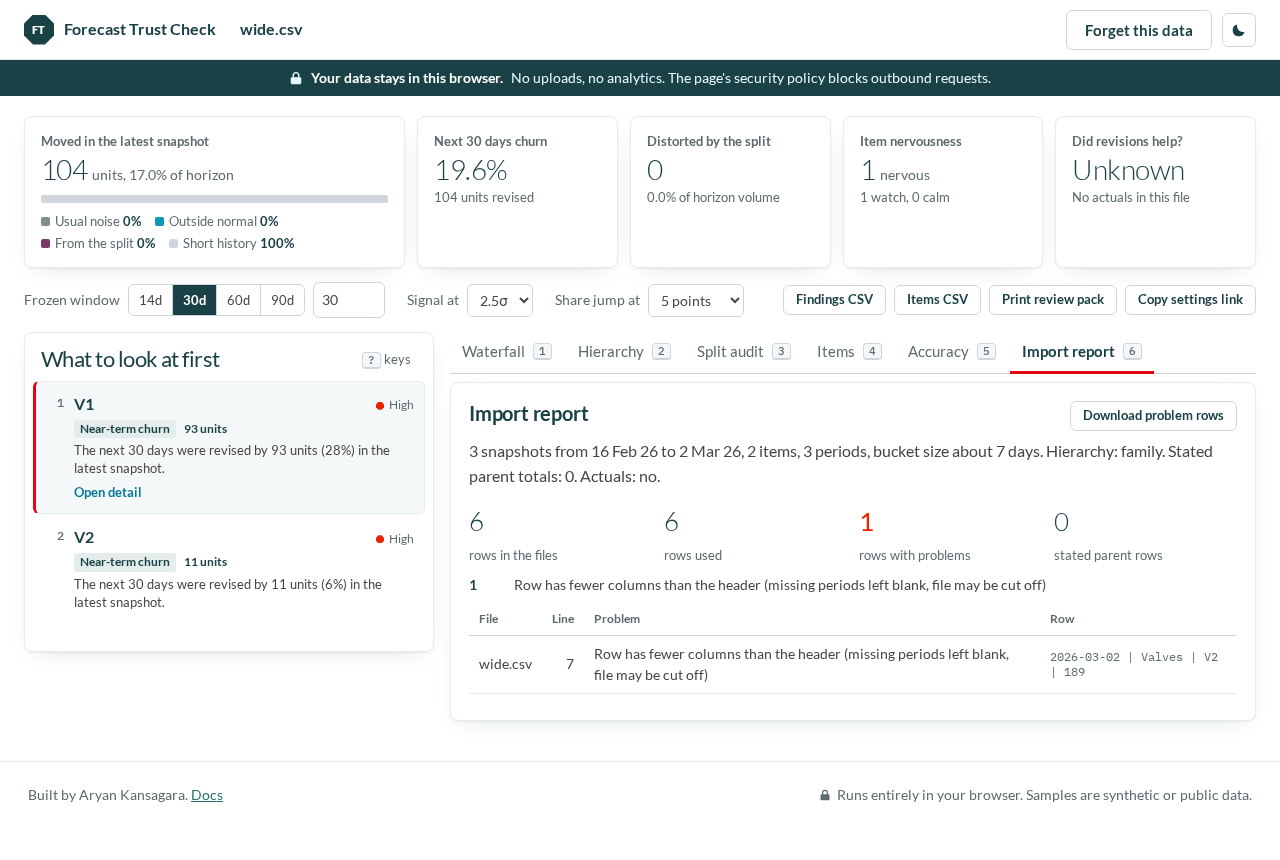 FT Forecast Trust Check wide.csv Forget this data
Your data stays in this browser. No uploads, no analytics. The page's security policy blocks outbound requests.
Moved in the latest snapshot
104 units, 17.0% of horizon
Usual noise 0% Outside normal 0%
From the split 0% Short history 100%
Next 30 days churn
19.6%
104 units revised
Distorted by the split
0
0.0% of horizon volume
Item nervousness
1 nervous
1 watch, 0 calm
Did revisions help?
Unknown
No actuals in this file
Frozen window 14d 30d 60d 90d 30 Signal at 2.5σ Share jump at 5 points Findings CSV Items CSV Print review pack Copy settings link
What to look at first ? keys
1 V1 High
Near-term churn 93 units
The next 30 days were revised by 93 units (28%) in the
latest snapshot.
Open detail
2 V2 High
Near-term churn 11 units
The next 30 days were revised by 11 units (6%) in the
latest snapshot.
Waterfall 1 Hierarchy 2 Split audit 3 Items 4 Accuracy 5 Import report 6
Import report Download problem rows
3 snapshots from 16 Feb 26 to 2 Mar 26, 2 items, 3 periods, bucket size about 7 days. Hierarchy: family. Stated
parent totals: 0. Actuals: no.
6 6 1 0
rows in the files rows used rows with problems stated parent rows
1 Row has fewer columns than the header (missing periods left blank, file may be cut off)
File Line Problem Row
wide.csv 7 Row has fewer columns than the header (missing periods left blank, 2026-03-02 | Valves | V2
file may be cut off) | 189
Built by Aryan Kansagara. Docs Runs entirely in your browser. Samples are synthetic or public data.